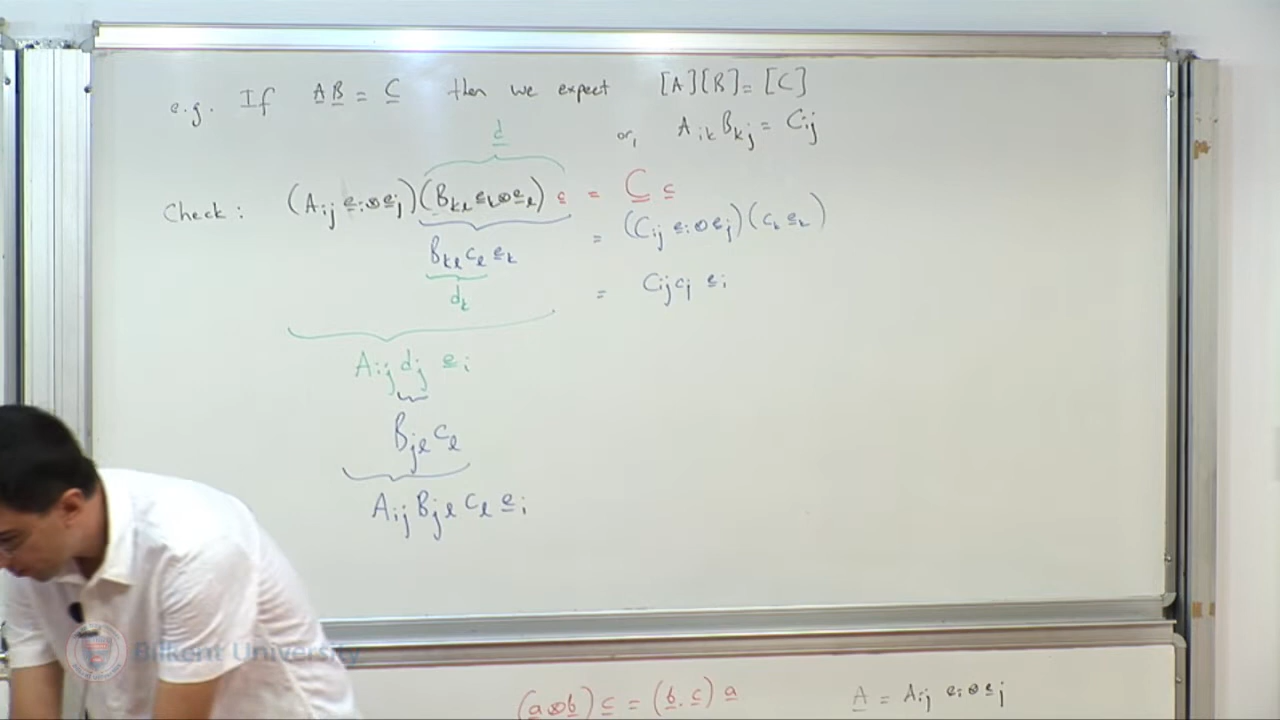 e.g. If A B = C then we expect [A][B] = [C]
or, A_ik B_kj = C_ij
d
Check : (A_ij e_i⊗e_j)(B_kl e_k⊗e_l) c = C c
B_kl c_l e_k = (C_ij e_i⊗e_j)(c_k e_k)
d_k = C_ij c_j e_i
A_ij d_j e_i
B_jl c_l
A_ij B_jl c_l e_i
Bilkent University
(a⊗b) c = (b . c) a A = A_ij e_i⊗e_j